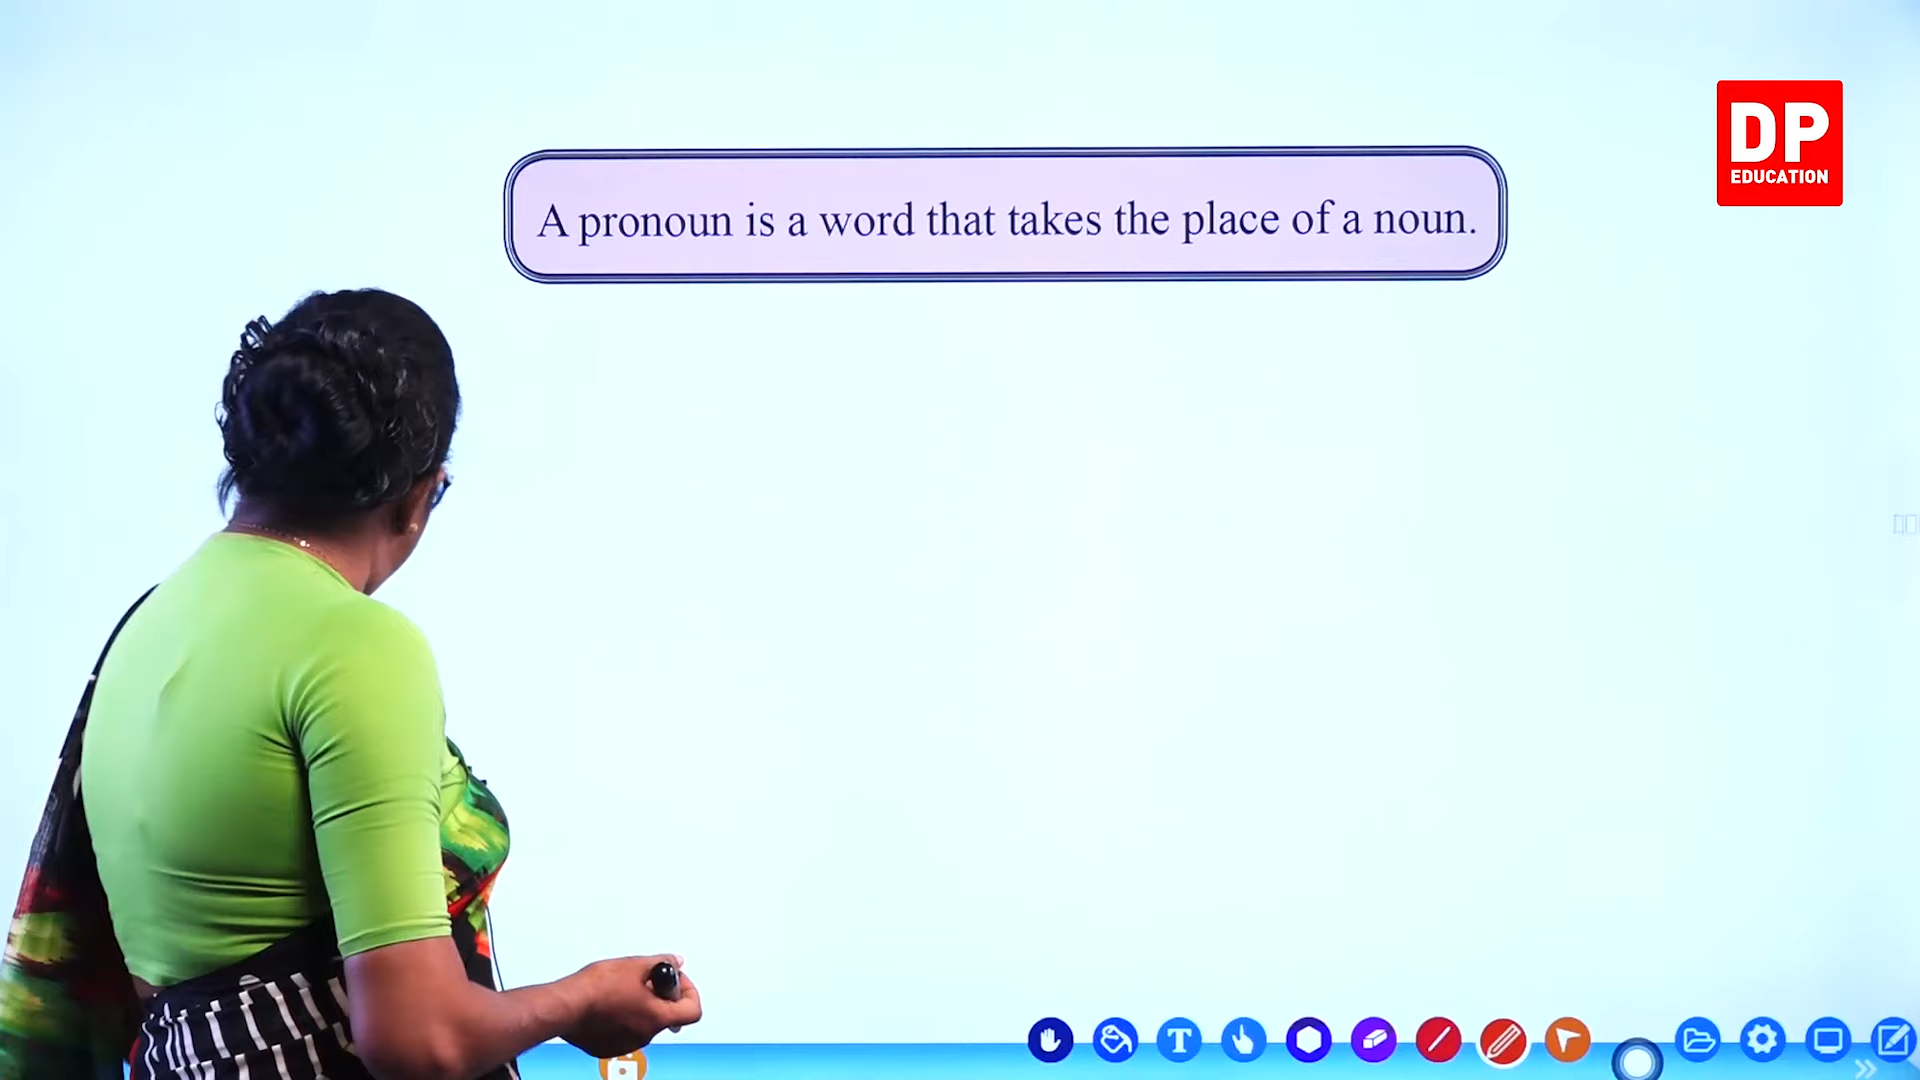 DP
EDUCATION
A pronoun is a word that takes the place of a noun.
T